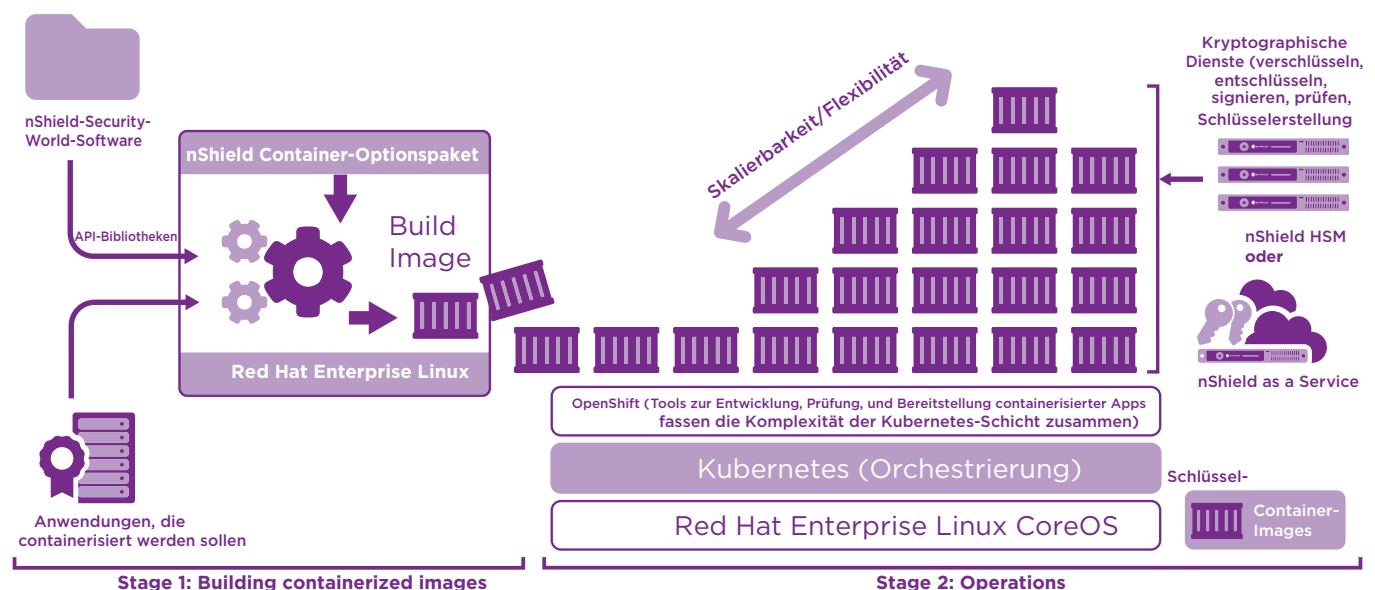 nShield-Security-
World-Software
API-Bibliotheken
nShield Container-Optionspaket
Build
Image
Red Hat Enterprise Linux
Anwendungen, die
containerisiert werden sollen
Stage 1: Building containerized images
Skalierbarkeit/Flexibilität
Kryptographische
Dienste (verschlüseln,
entschlüseln,
signieren, prüfen,
Schlüsselerstellung
nShield HSM
oder
nShield as a Service
OpenShift (Tools zur Entwicklung, Prüfung, und Bereitstellung containerisierter Apps
fassen die Komplexität der Kubernetes-Schicht zusammen)
Kubernetes (Orchestrierung)
Red Hat Enterprise Linux CoreOS
Schlüssel-
Container-
Images
Stage 2: Operations